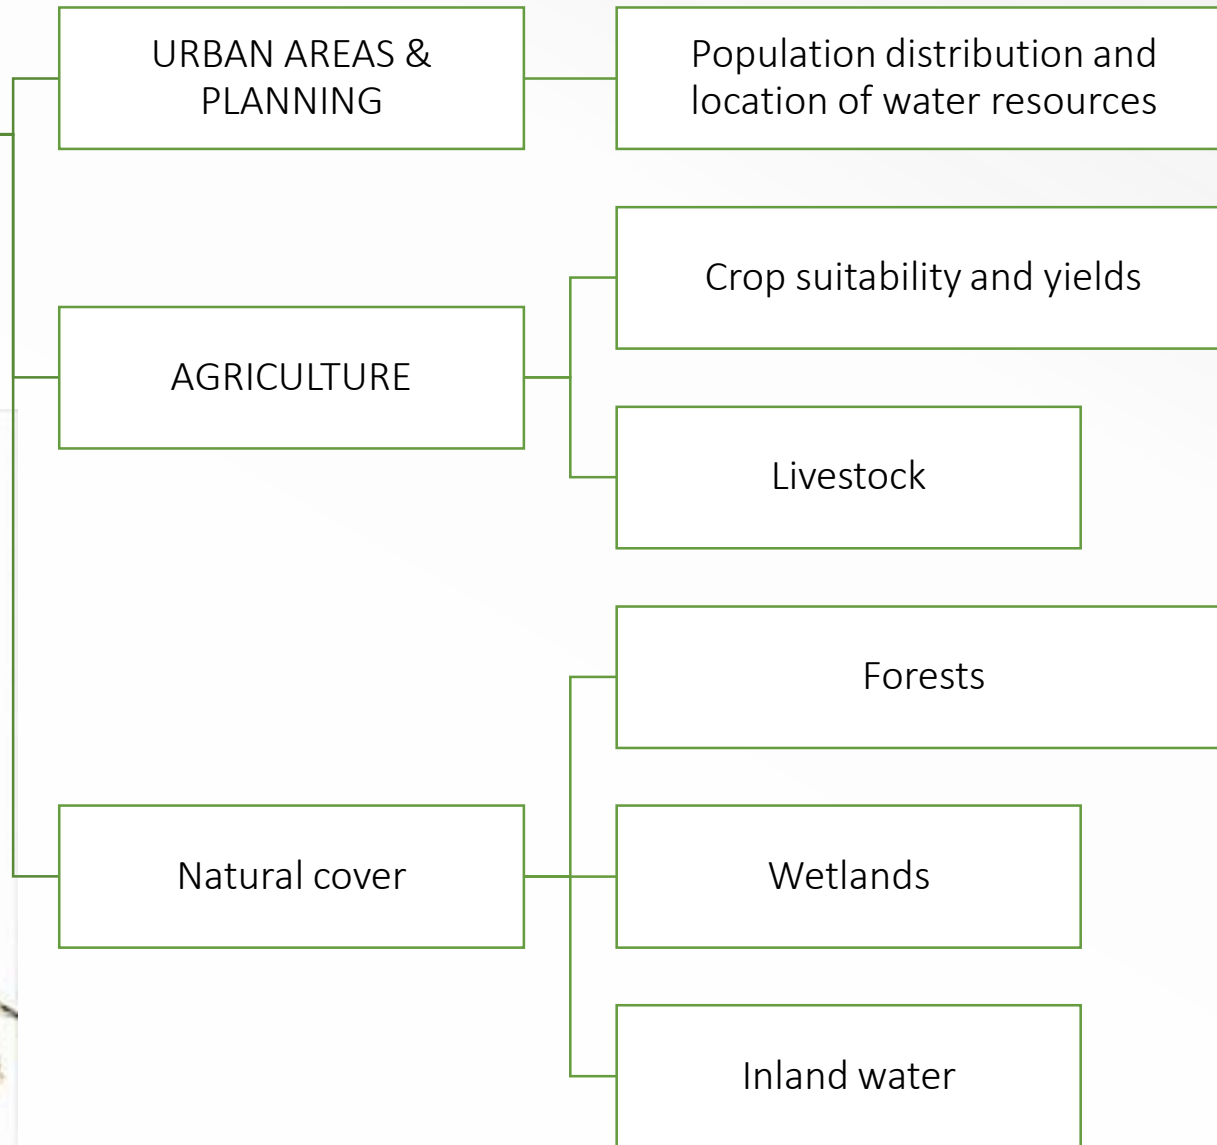 URBAN AREAS &
PLANNING
Population distribution and
location of water resources
AGRICULTURE
Crop suitability and yields
Livestock
Natural cover
Forests
Wetlands
Inland water